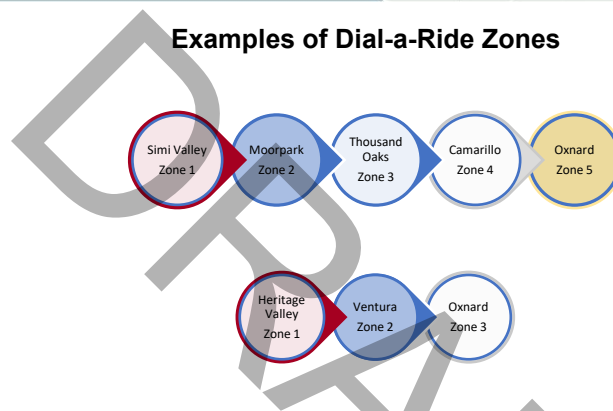 Examples of Dial-a-Ride Zones
Simi Valley
Zone 1
Moorpark
Zone 2
Thousand
Oaks
Zone 3
Camarillo
Zone 4
Oxnard
Zone 5
Heritage
Valley
Zone 1
Ventura
Zone 2
Oxnard
Zone 3
DRA